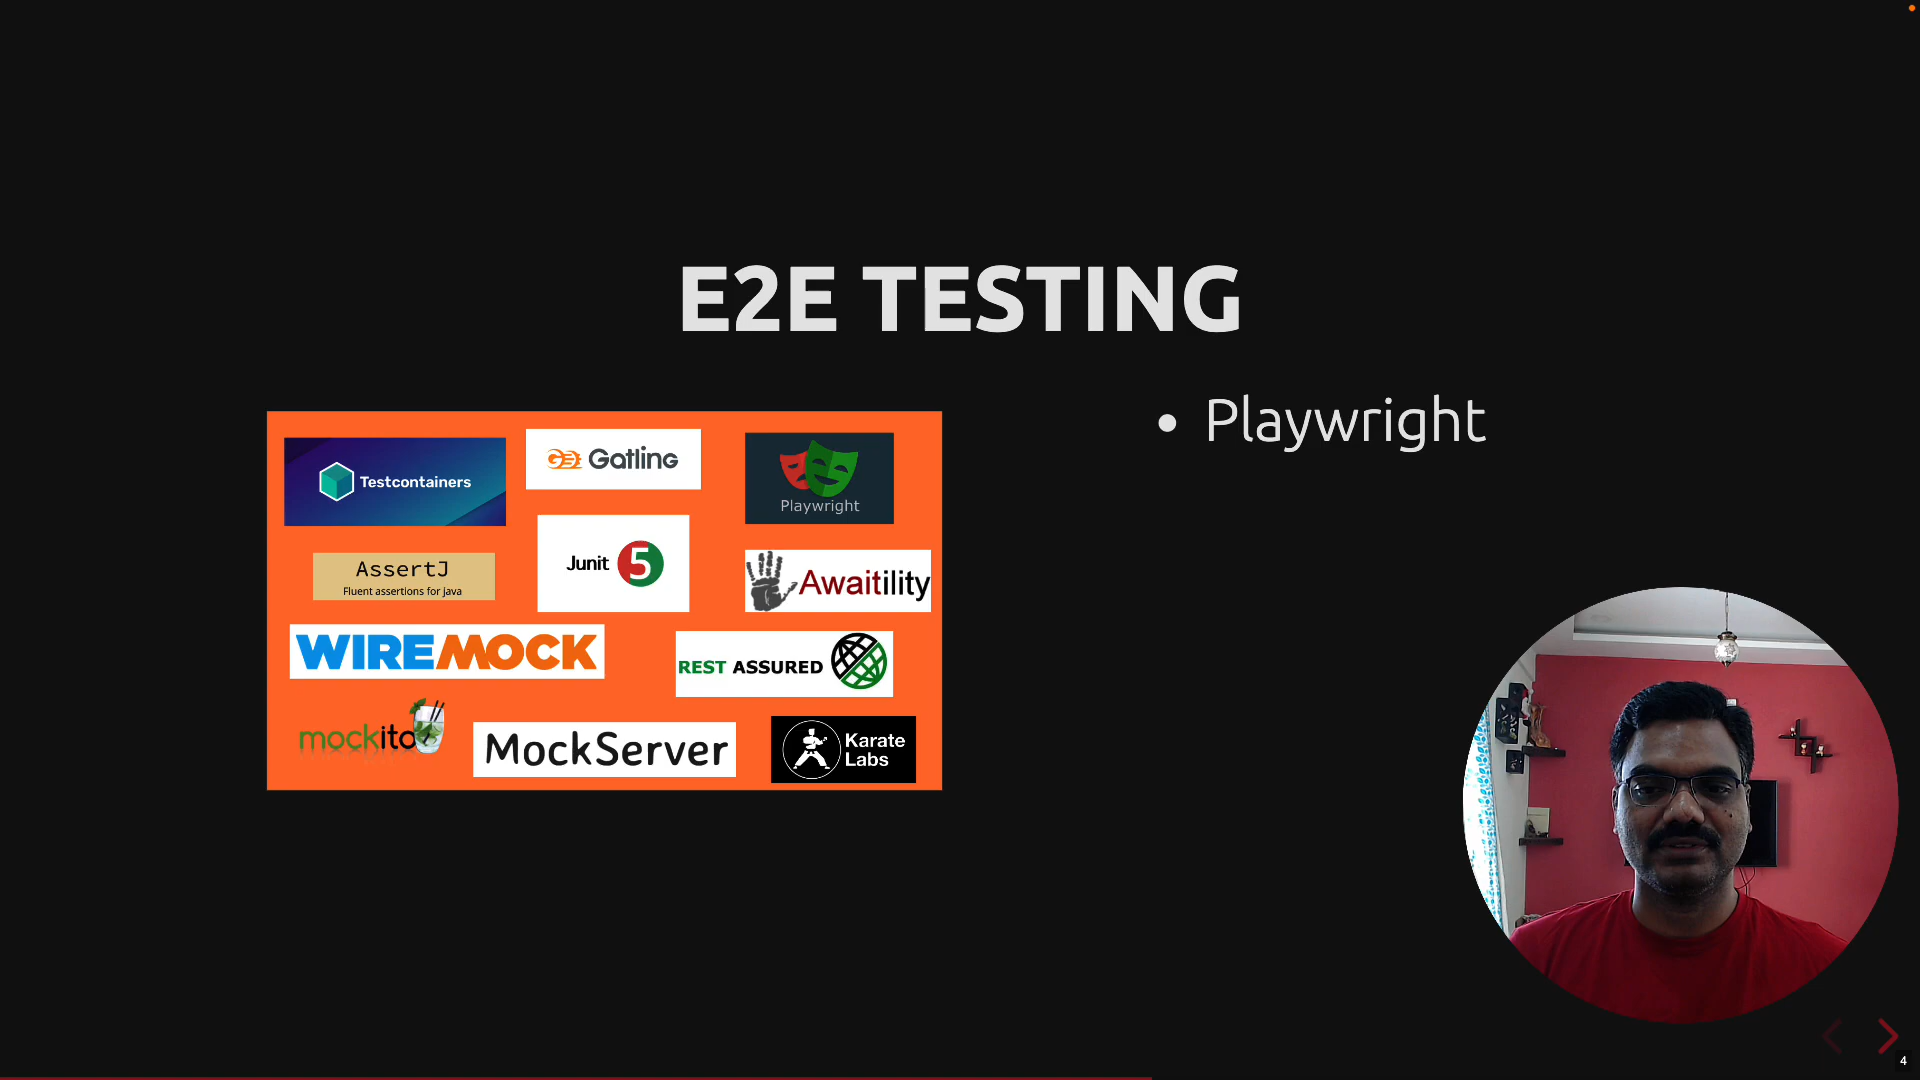 E2E TESTING
Testcontainers
Gatling
Playwright
AssertJ
Fluent assertions for java
Junit 5
Awaitility
WIREMOCK
REST ASSURED
mockito
MockServer
Karate
Labs
• Playwright
4